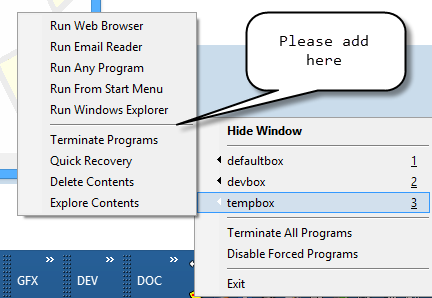 Run Web Browser
Run Email Reader
Run Any Program
Run From Start Menu
Run Windows Explorer
Terminate Programs
Quick Recovery
Delete Contents
Explore Contents
Please add
here
Hide Window
defaultbox 1
devbox 2
tempbox 3
Terminate All Programs
Disable Forced Programs
Exit
»
GFX
»
DEV
»
DOC